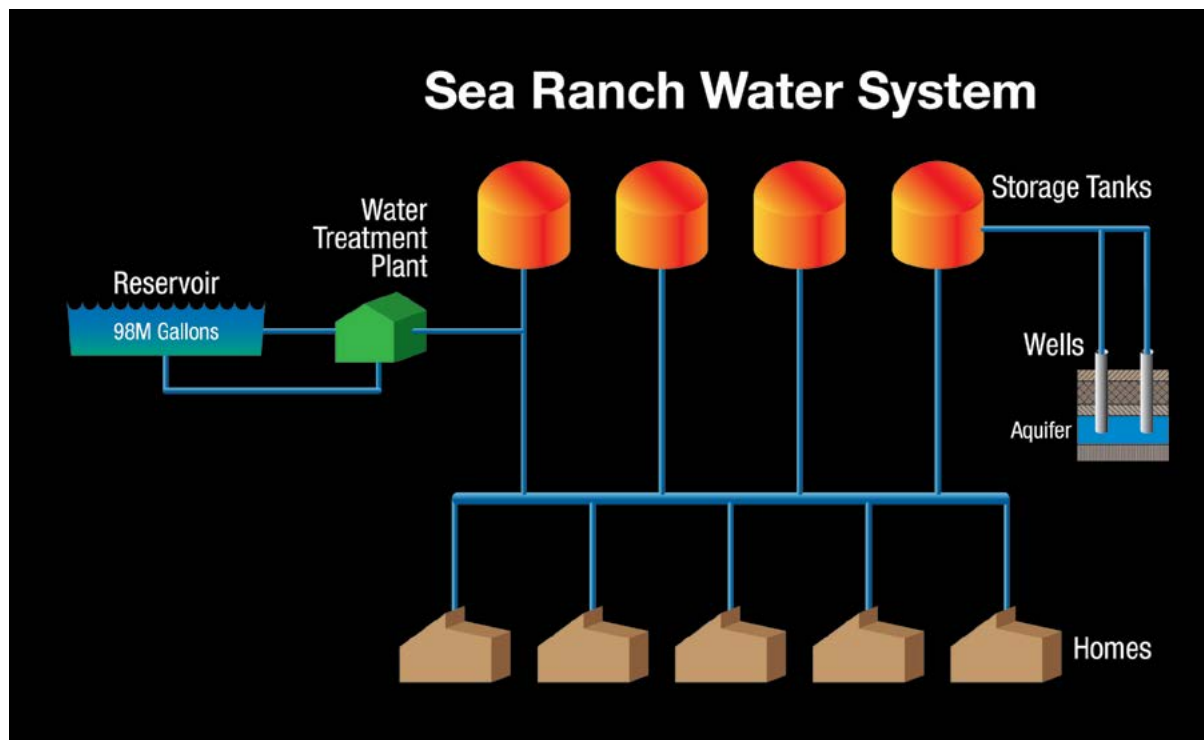 Sea Ranch Water System
Storage Tanks
Water
Treatment
Plant
Reservoir
98M Gallons
Wells
Aquifer
Homes